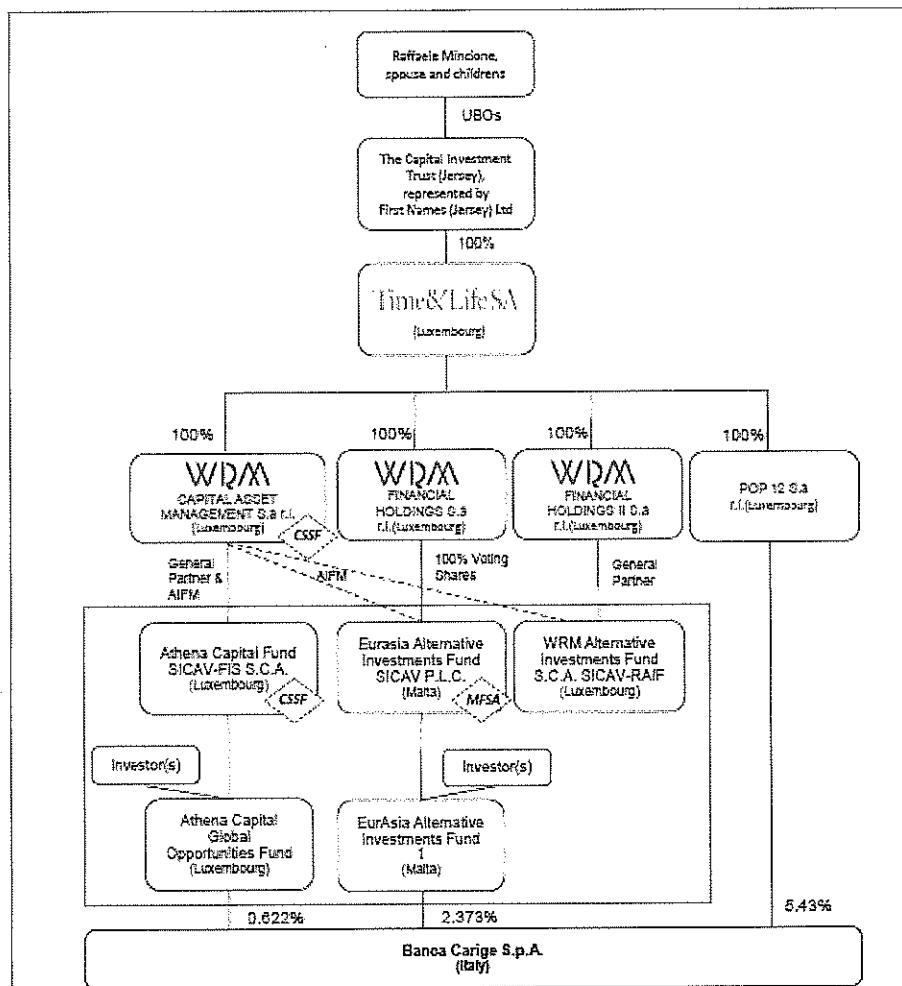 Raffaele Mincione,
spouse and childrens
UBOs
The Capital Investment
Trust (Jersey),
represented by
First Names (Jersey) Ltd
100%
Time&LifeSA
(Luxembourg)
100%
100%
100%
100%
WRM
CAPITAL ASSET
MANAGEMENT S.a r.l.
(Luxembourg)
CSSF
WRM
FINANCIAL
HOLDINGS S.a
r.l.(Luxembourg)
WRM
FINANCIAL
HOLDINGS II S.a
r.l.(Luxembourg)
POP 12 S.a
r.l.(Luxembourg)
General
Partner &
AIFM
AIFM
100% Voting
Shares
General
Partner
Athena Capital Fund
SICAV-FIS S.C.A.
(Luxembourg)
CSSF
Eurasia Alternative
Investments Fund
SICAV P.L.C.
(Malta)
MFSA
WRM Alternative
Investments Fund
S.C.A. SICAV-RAIF
(Luxembourg)
Investor(s)
Investor(s)
Athena Capital
Global
Opportunities Fund
(Luxembourg)
EurAsia Alternative
Investments Fund
1
(Malta)
0.622%
2.373%
5.43%
Banca Carige S.p.A.
(Italy)